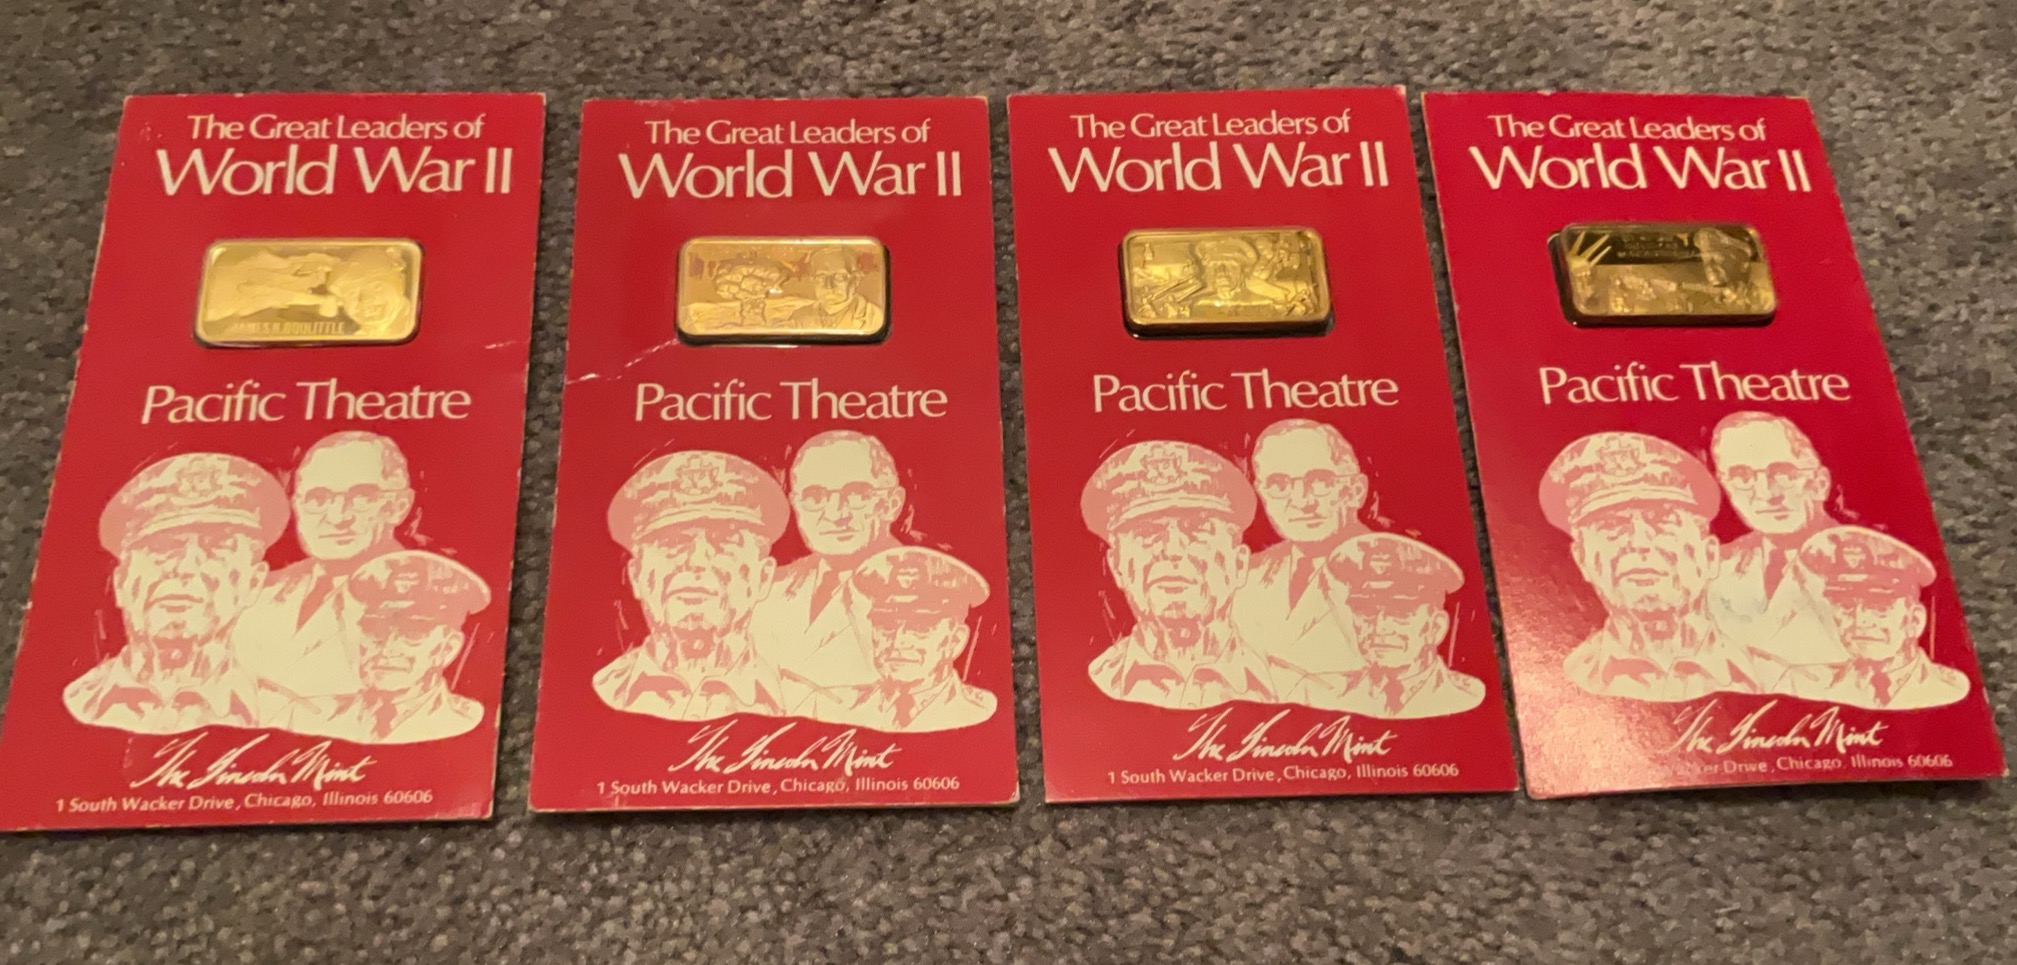 The Great Leaders of
World War II
JAMES H. DOOLITTLE
Pacific Theatre
The Lincoln Mint
1 South Wacker Drive, Chicago, Illinois 60606
The Great Leaders of
World War II
Pacific Theatre
The Lincoln Mint
1 South Wacker Drive, Chicago, Illinois 60606
The Great Leaders of
World War II
Pacific Theatre
The Lincoln Mint
1 South Wacker Drive, Chicago, Illinois 60606
The Great Leaders of
World War II
Pacific Theatre
The Lincoln Mint
Wacker Drive, Chicago, Illinois 60606